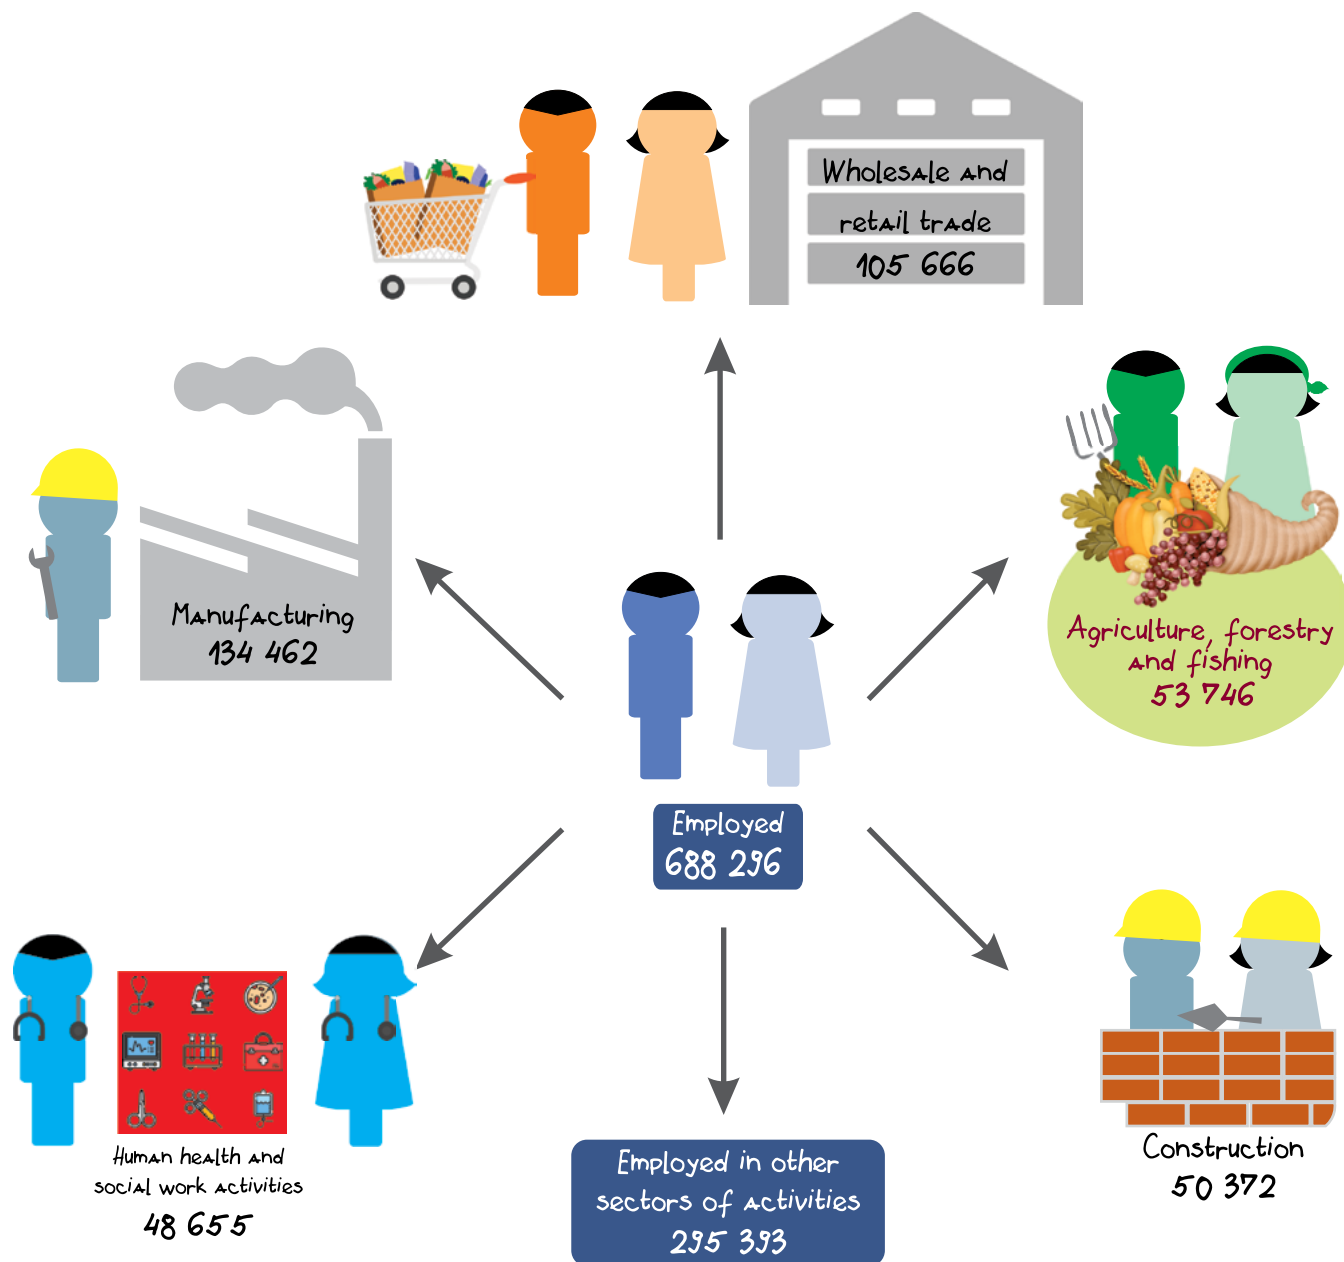 Wholesale and
retail trade
105 666
Manufacturing
134 462
Agriculture, forestry
and fishing
53 746
Employed
688 296
Human health and
social work activities
48 655
Employed in other
sectors of activities
295 393
Construction
50 372